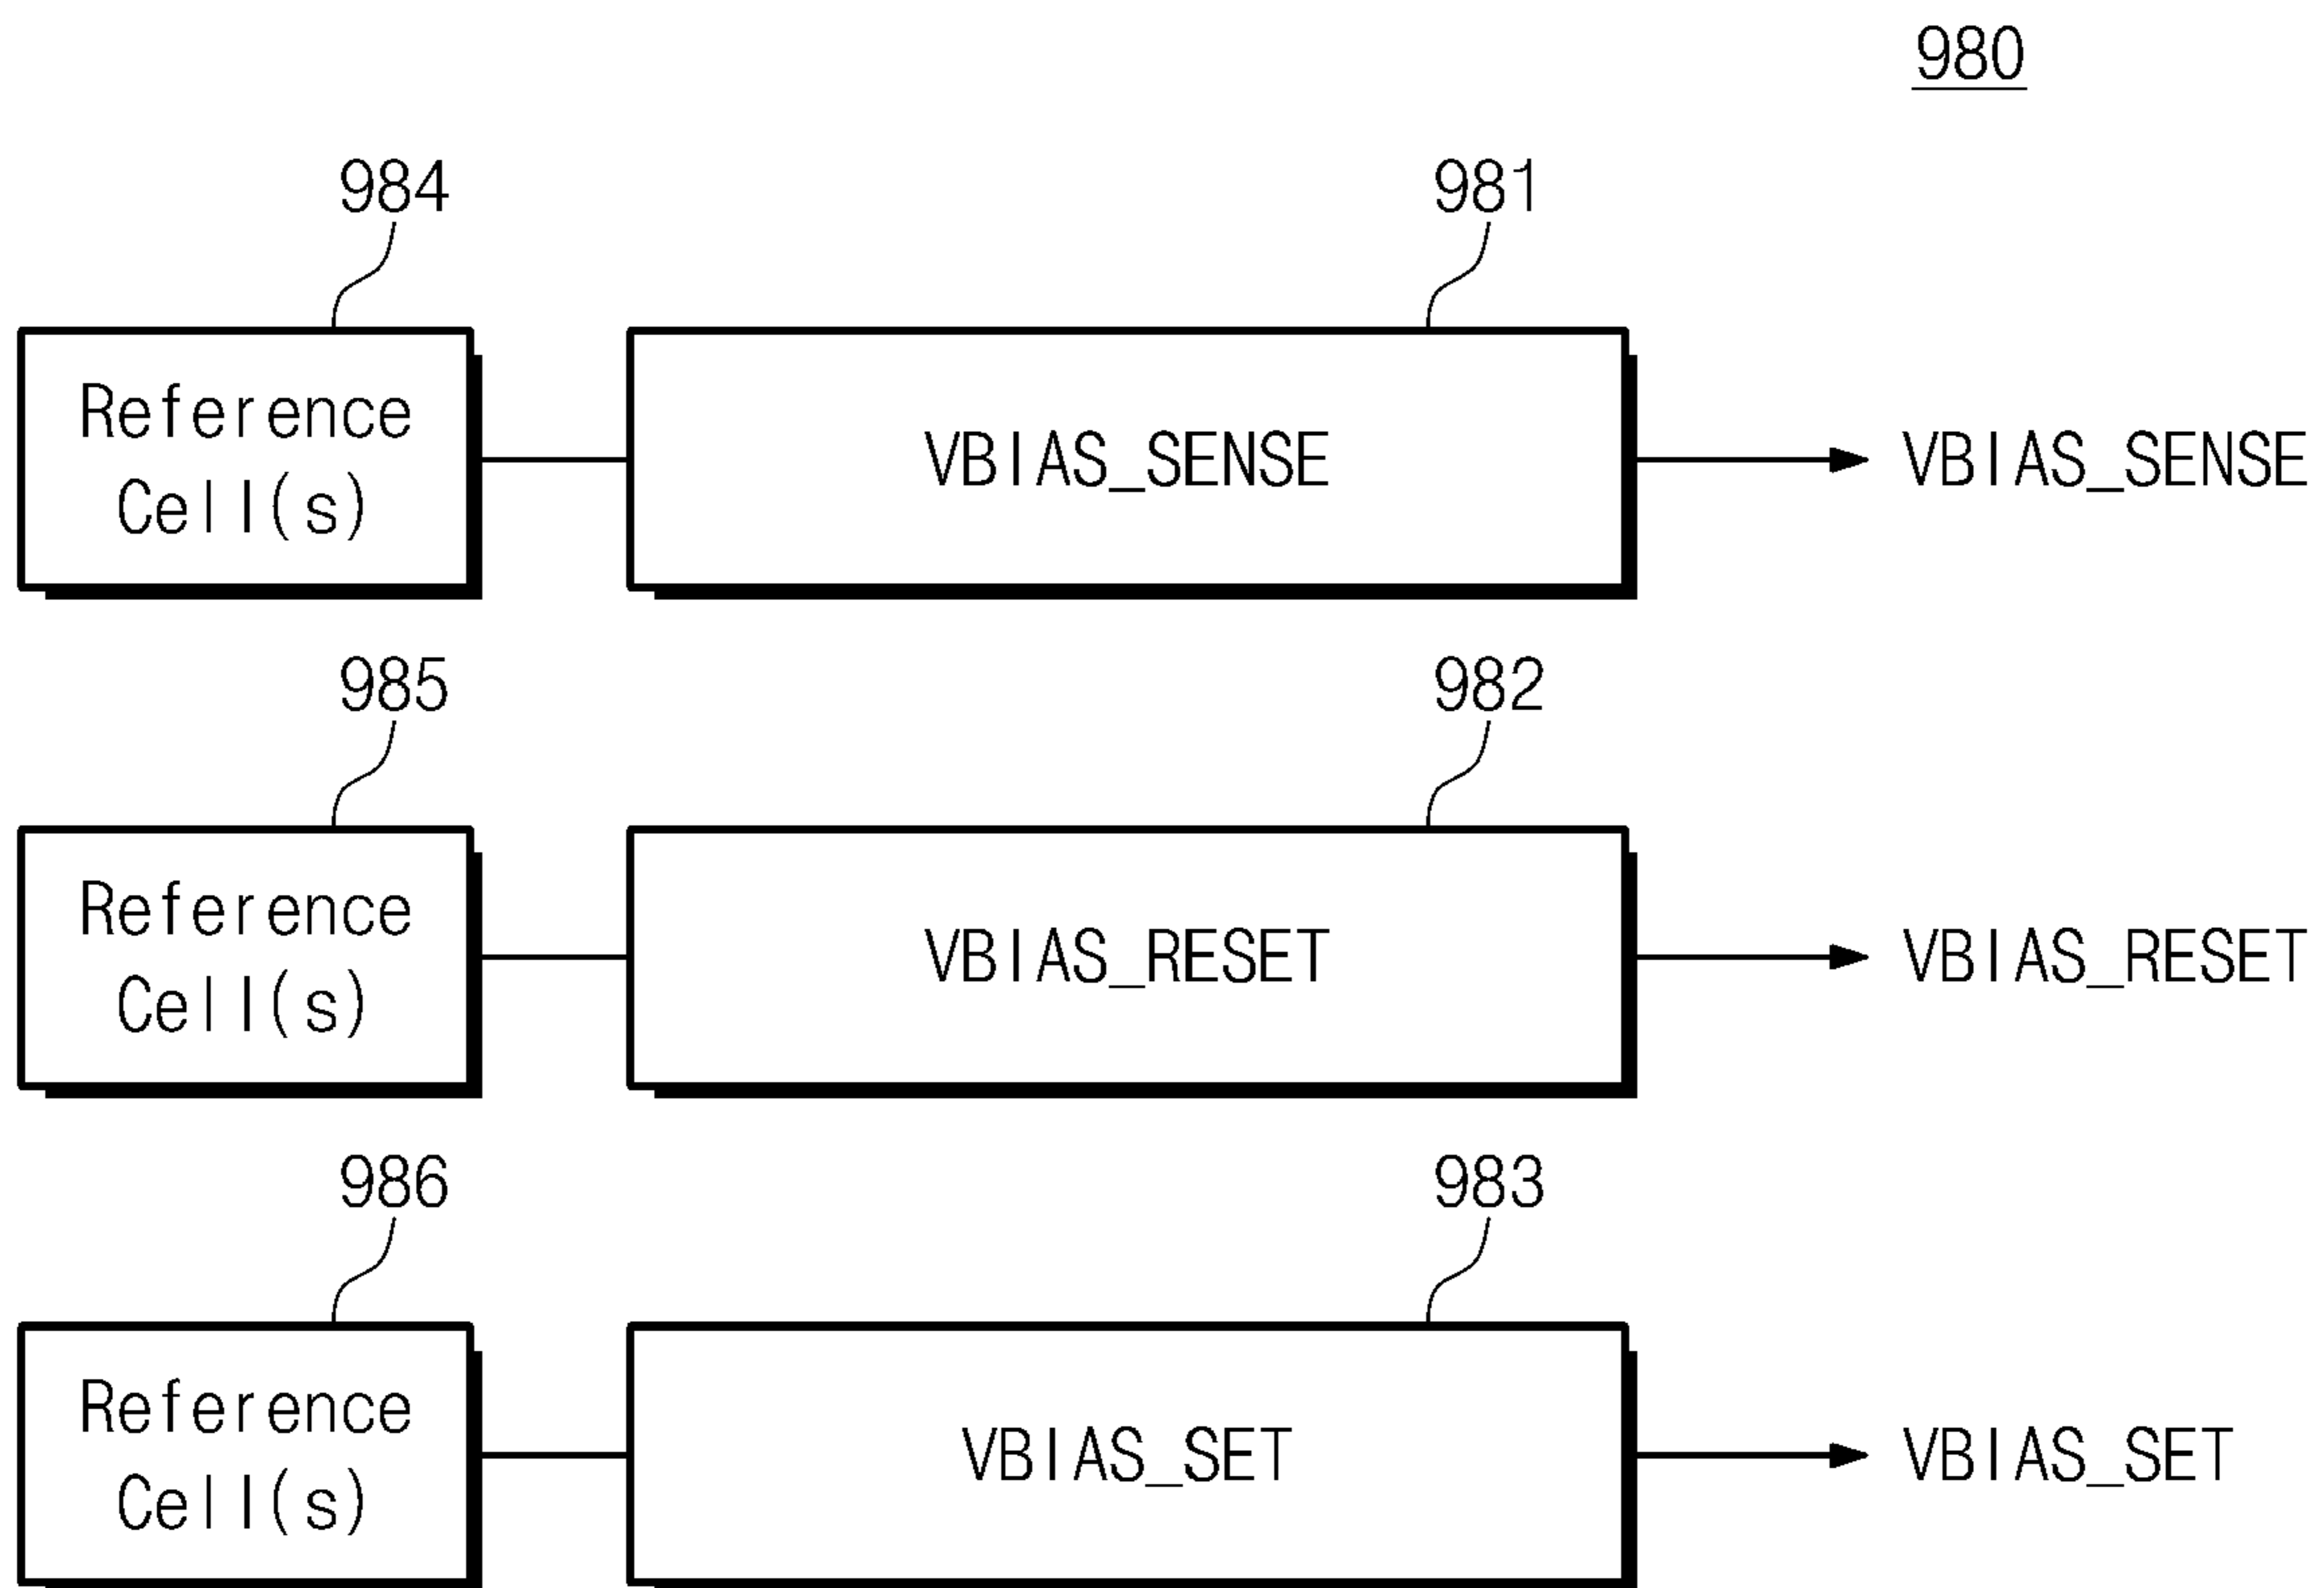 980
984
981
Reference
Cell(s)
VBIAS_SENSE
VBIAS_SENSE
985
982
Reference
Cell(s)
VBIAS_RESET
VBIAS_RESET
986
983
Reference
Cell(s)
VBIAS_SET
VBIAS_SET